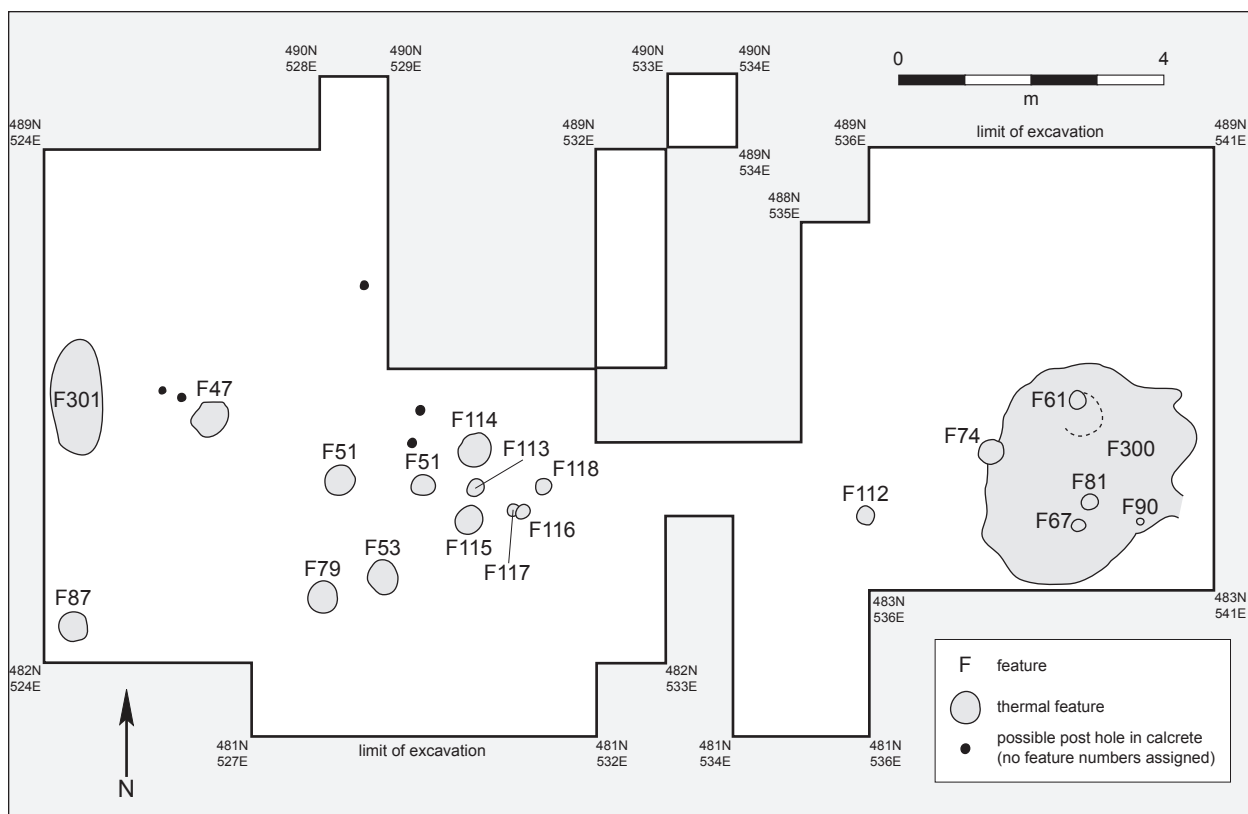 490N
528E
490N
529E
490N
533E
490N
534E
0
4
m
489N
524E
489N
532E
489N
534E
489N
536E
limit of excavation
489N
541E
488N
535E
F301
F47
F114
F113
F118
F51
F51
F115
F116
F117
F53
F79
F87
F61
F74
F300
F81
F112
F67
F90
483N
536E
483N
541E
482N
524E
482N
533E
481N
527E
limit of excavation
481N
532E
481N
534E
481N
536E
N
F feature
thermal feature
possible post hole in calcrete
(no feature numbers assigned)